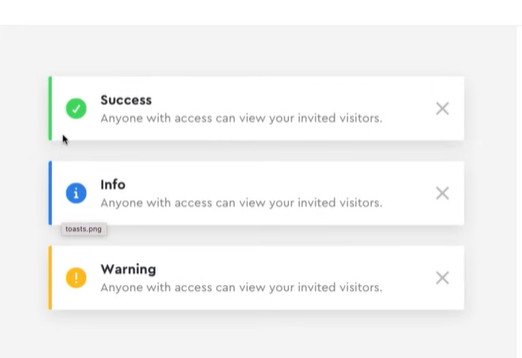 Success
Anyone with access can view your invited visitors.
Info
Anyone with access can view your invited visitors.
toasts.png
Warning
Anyone with access can view your invited visitors.